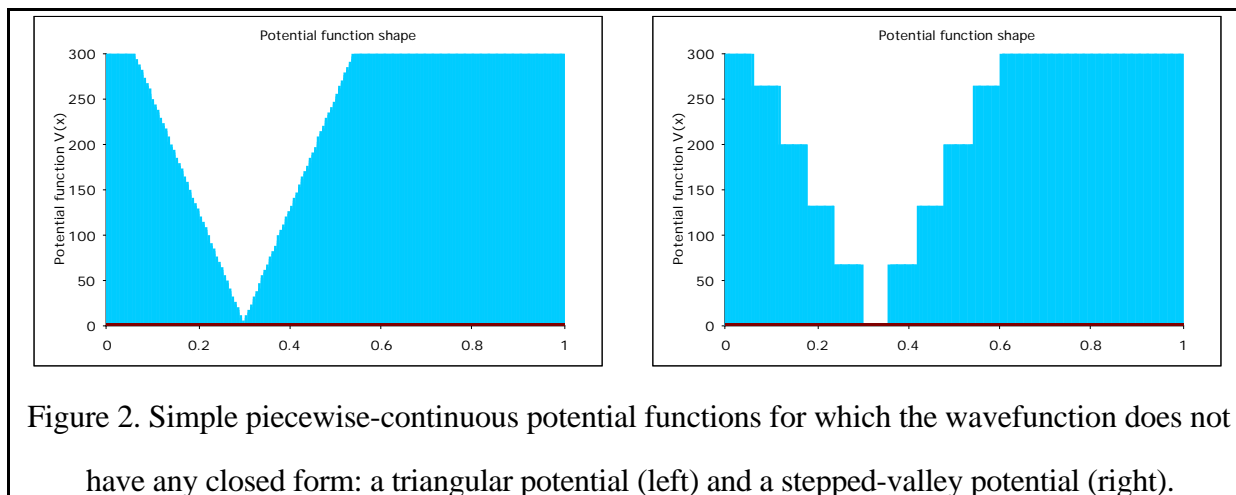 Potential function shape
Potential function V(x)
300
250
200
150
100
50
0
0 0.2 0.4 0.6 0.8 1
Potential function shape
Potential function V(x)
300
250
200
150
100
50
0
0 0.2 0.4 0.6 0.8 1
Figure 2. Simple piecewise-continuous potential functions for which the wavefunction does not
have any closed form: a triangular potential (left) and a stepped-valley potential (right).